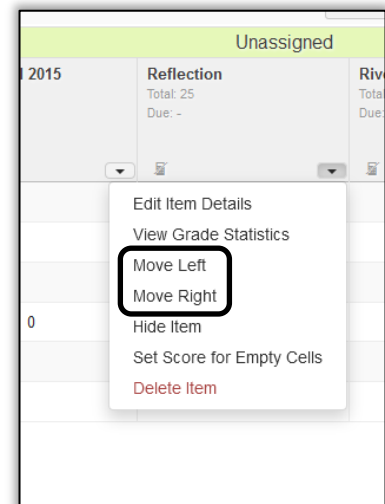 Unassigned
2015 Reflection
Total: 25
Due: -
Due:
Edit Item Details
View Grade Statistics
Move Left
Move Right
0 Hide Item
Set Score for Empty Cells
Delete Item